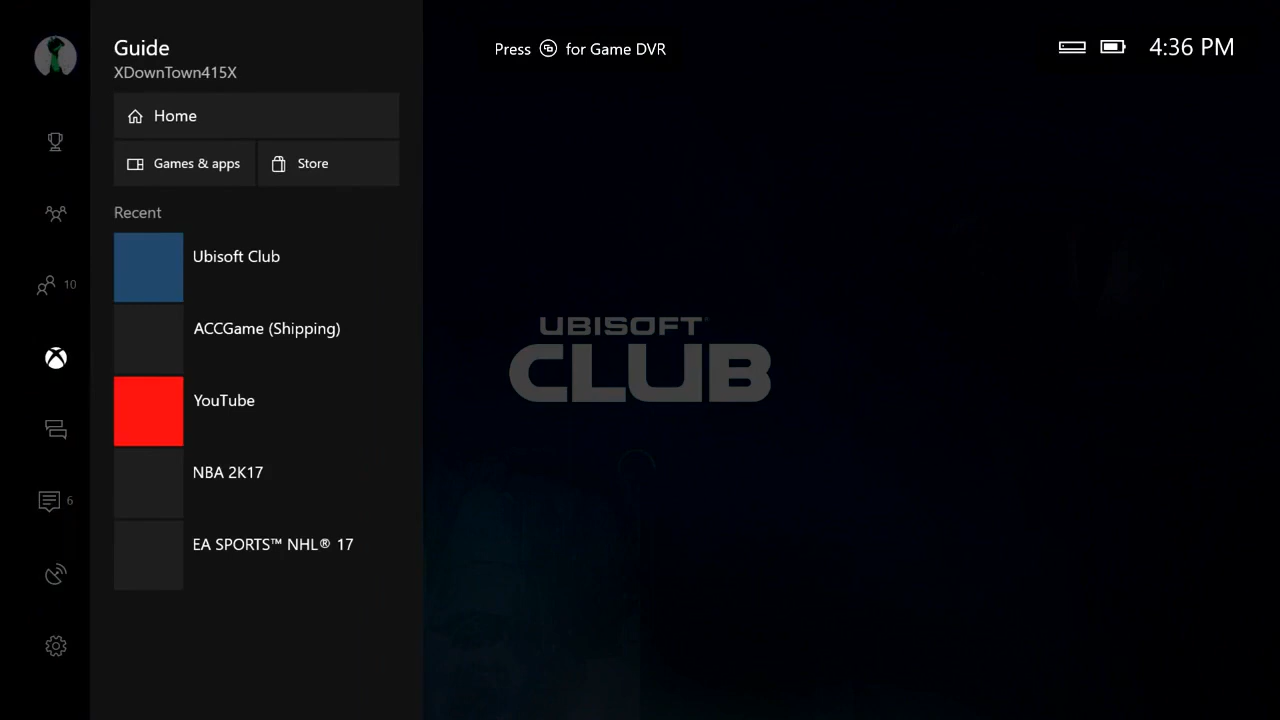 Guide
XDownTown415X
Home
Games & apps
Store
Recent
Ubisoft Club
ACCGame (Shipping)
YouTube
NBA 2K17
EA SPORTS™ NHL® 17
10
6
Press for Game DVR
4:36 PM
UBISOFT®
CLUB